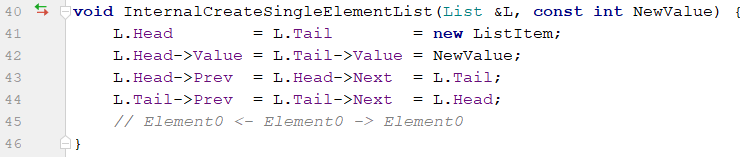 40 void InternalCreateSingleElementList(List &L, const int NewValue) {
41 L.Head = L.Tail = new ListItem;
42 L.Head->Value = L.Tail->Value = NewValue;
43 L.Head->Prev = L.Head->Next = L.Tail;
44 L.Tail->Prev = L.Tail->Next = L.Head;
45 // Element0 <- Element0 -> Element0
46 }